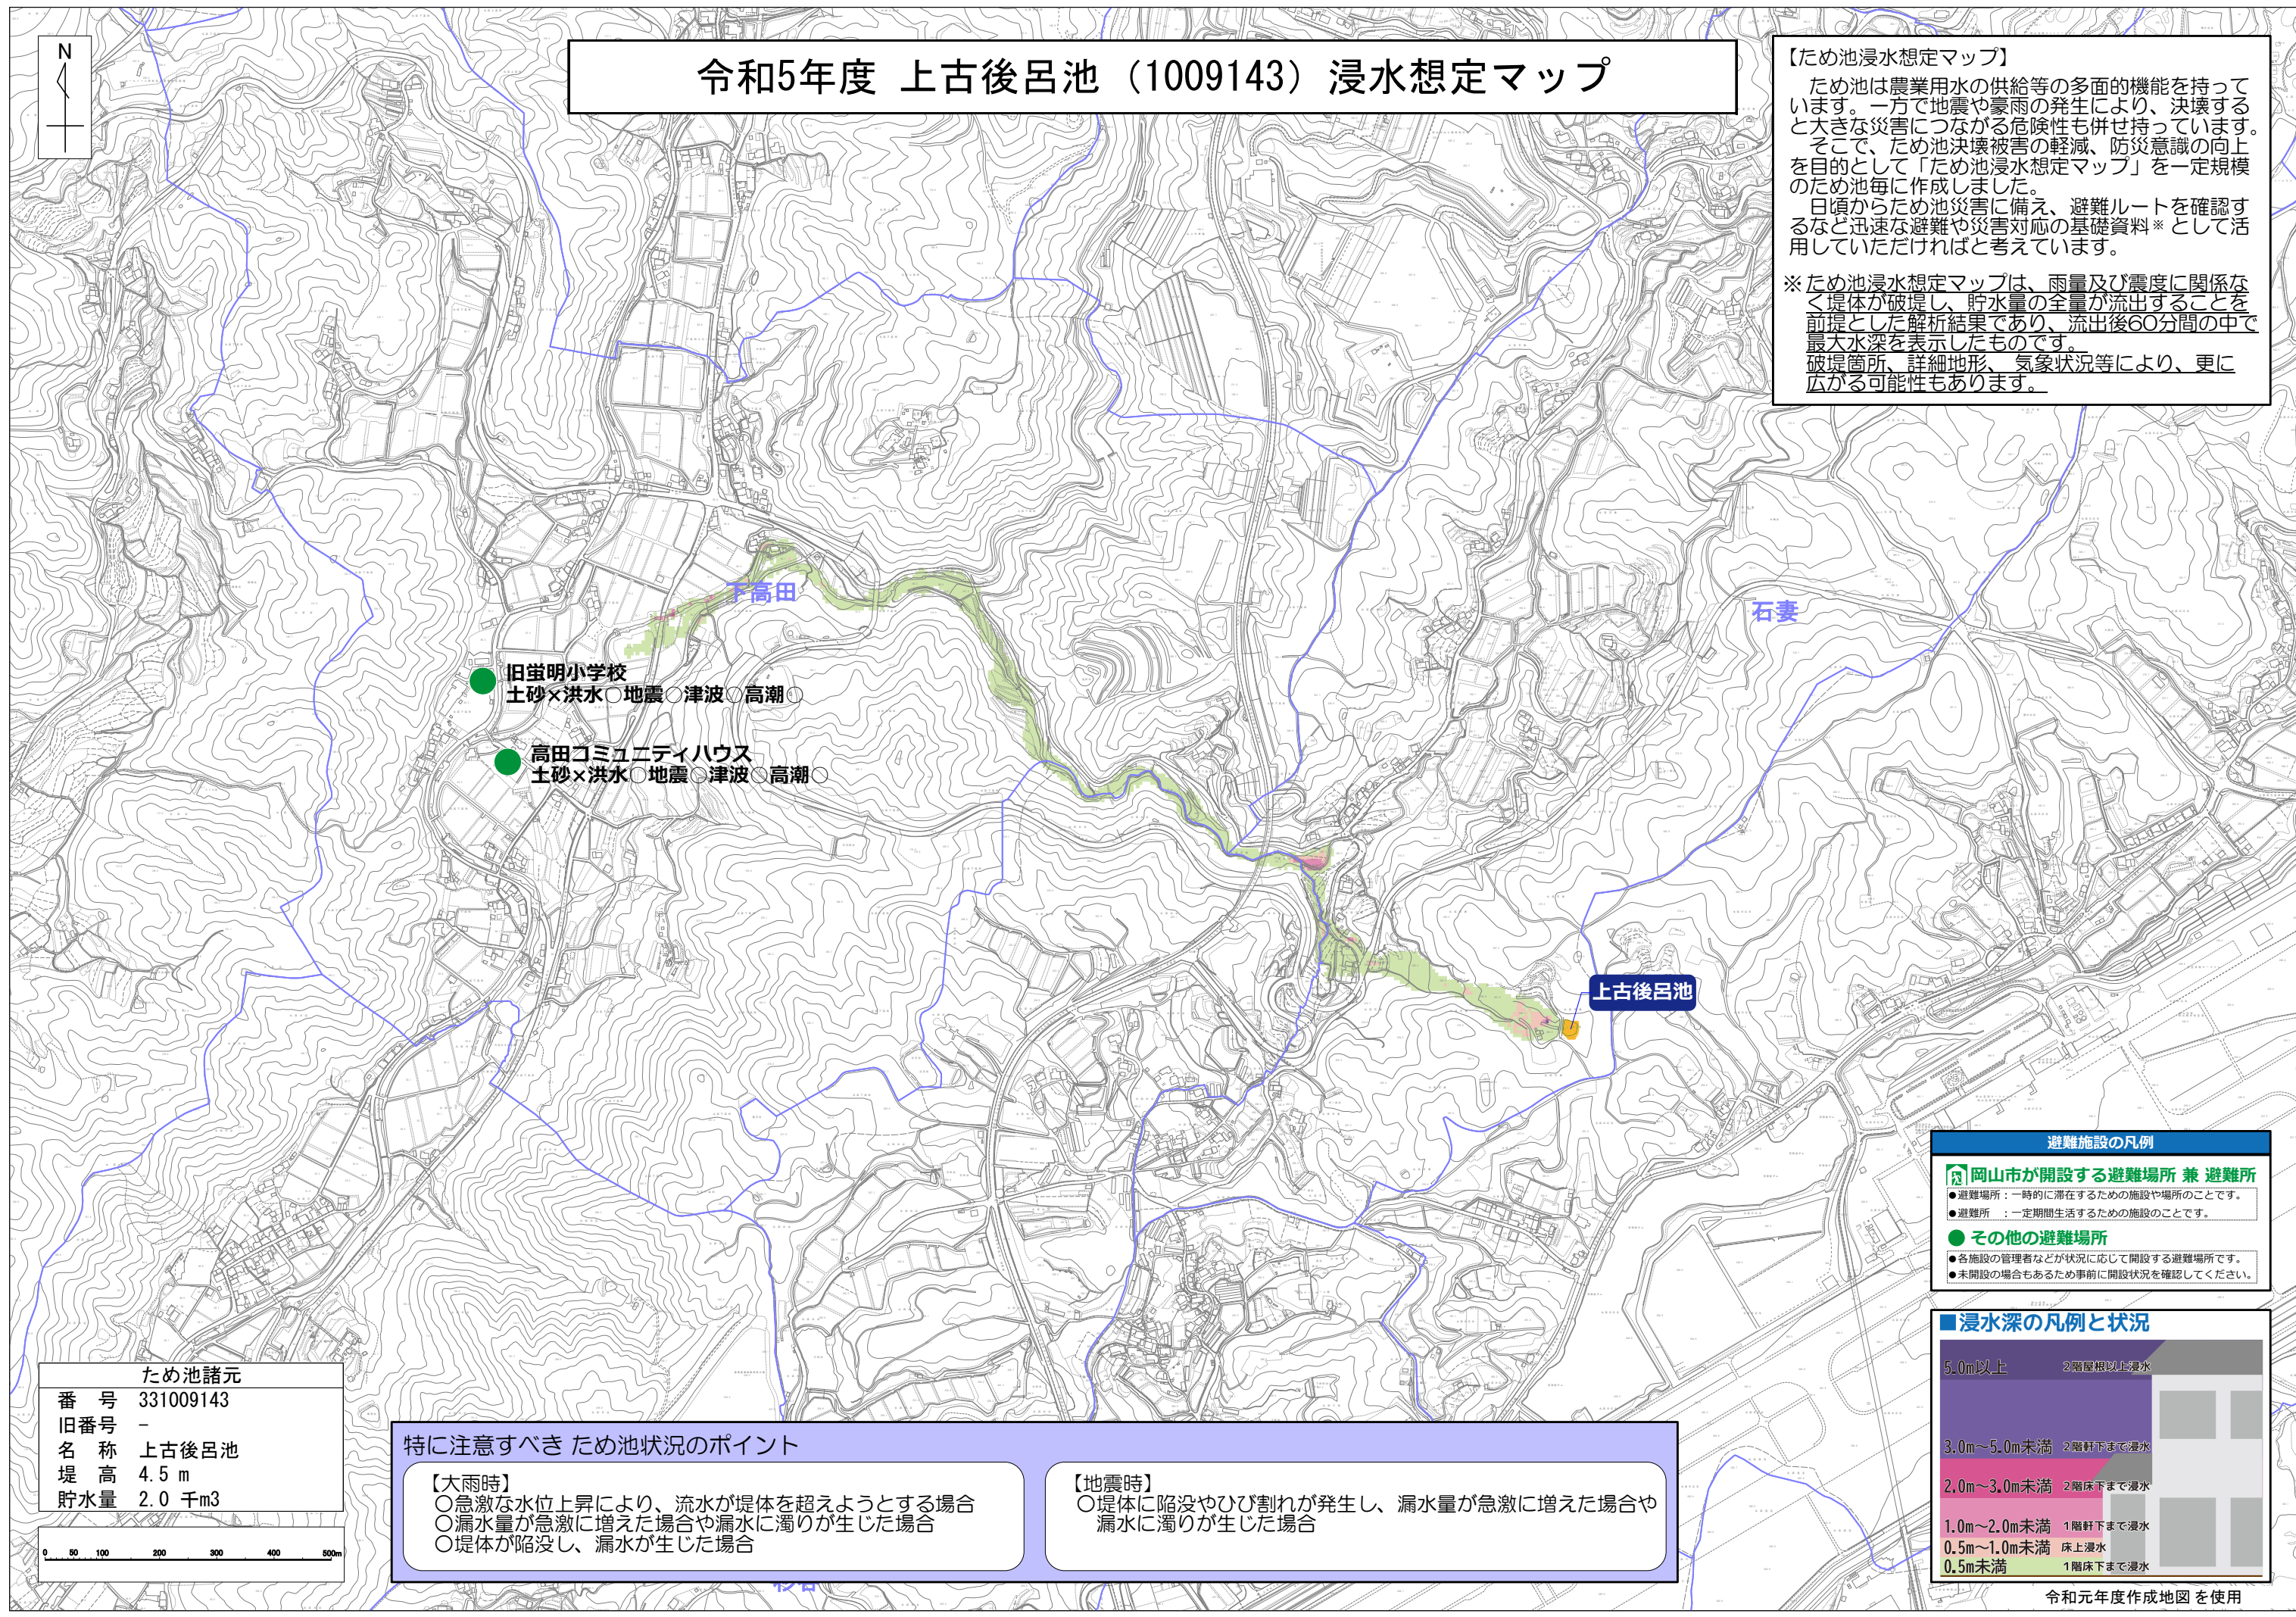 N
令和5年度 上古後呂池（1009143）浸水想定マップ
【ため池浸水想定マップ】
ため池は農業用水の供給等の多面的機能を持って
います。一方で地震や豪雨の発生により、決壊する
と大きな災害につながる危険性も併せ持っています。
そこで、ため池決壊被害の軽減、防災意識の向上
を目的として「ため池浸水想定マップ」を一定規模
のため池毎に作成しました。
日頃からため池災害に備え、避難ルートを確認す
るなど迅速な避難や災害対応の基礎資料※として活
用していただければと考えています。
※ため池浸水想定マップは、雨量及び震度に関係な
く堤体が破堤し、貯水量の全量が流出することを
前提とした解析結果であり、流出後60分間の中で
最大水深を表示したものです。
破堤箇所、詳細地形、気象状況等により、更に
広がる可能性もあります。
下高田
石妻
旧蛍明小学校
土砂×洪水○地震○津波○高潮○
高田コミュニティハウス
土砂×洪水○地震○津波○高潮○
上古後呂池
避難施設の凡例
岡山市が開設する避難場所 兼 避難所
●避難場所：一時的に滞在するための施設や場所のことです。
●避難所　：一定期間生活するための施設のことです。
● その他の避難場所
●各施設の管理者などが状況に応じて開設する避難場所です。
●未開設の場合もあるため事前に開設状況を確認してください。
■浸水深の凡例と状況
5.0m以上 2階屋根以上浸水
3.0m～5.0m未満 2階軒下まで浸水
2.0m～3.0m未満 2階床下まで浸水
1.0m～2.0m未満 1階軒下まで浸水
0.5m～1.0m未満 床上浸水
0.5m未満 1階床下まで浸水
令和元年度作成地図を使用
ため池諸元
番　号 331009143
旧番号 -
名　称 上古後呂池
堤　高 4.5 m
貯水量 2.0 千m3
0 50 100 200 300 400 500m
特に注意すべき ため池状況のポイント
【大雨時】
○急激な水位上昇により、流水が堤体を超えようとする場合
○漏水量が急激に増えた場合や漏水に濁りが生じた場合
○堤体が陥没し、漏水が生じた場合
【地震時】
○堤体に陥没やひび割れが発生し、漏水量が急激に増えた場合や
漏水に濁りが生じた場合